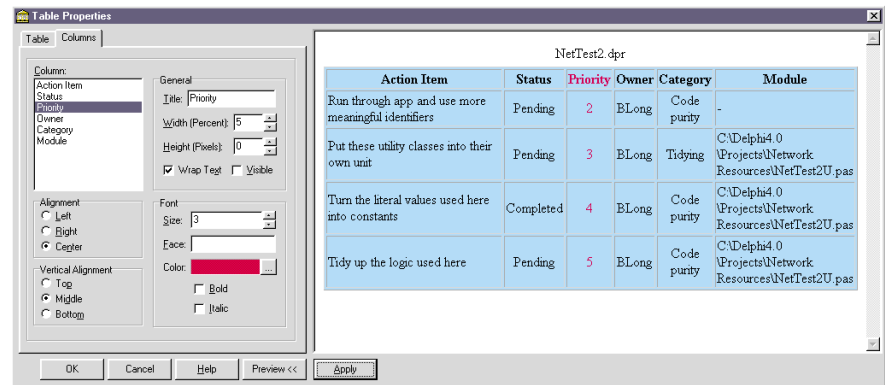 Table Properties
Table
Columns
Column:
Action Item
Status
Priority
Owner
Category
Module
General
Title: Priority
Width (Percent): 5
Height (Pixels): 0
Wrap Text
Visible
Alignment
Left
Right
Center
Vertical Alignment
Top
Middle
Bottom
Font
Size: 3
Face:
Color:
...
Bold
Italic
OK
Cancel
Help
Preview <<
Apply
NetTest2.dpr
Action Item Status Priority Owner Category Module
Run through app and use more
meaningful identifiers
Pending
2
BLong
Code
purity
-
Put these utility classes into their
own unit
Pending
3
BLong
Tidying
C:\Delphi4.0
\Projects\Network
Resources\NetTest2U.pas
Turn the literal values used here
into constants
Completed
4
BLong
Code
purity
C:\Delphi4.0
\Projects\Network
Resources\NetTest2U.pas
Tidy up the logic used here
Pending
5
BLong
Code
purity
C:\Delphi4.0
\Projects\Network
Resources\NetTest2U.pas